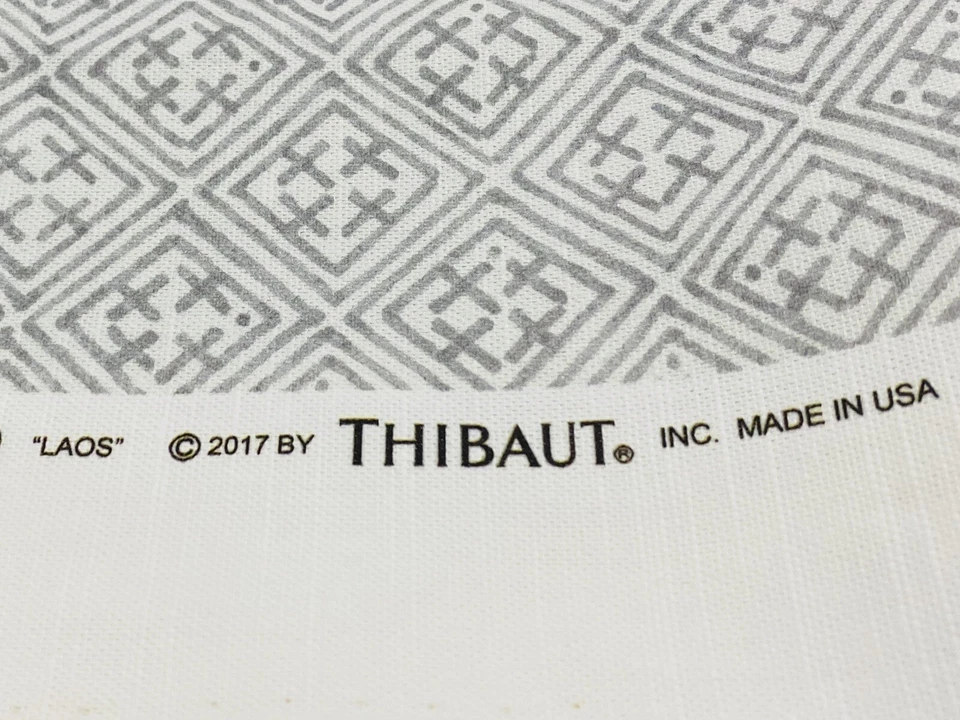 “LAOS” © 2017 BY THIBAUT® INC. MADE IN USA